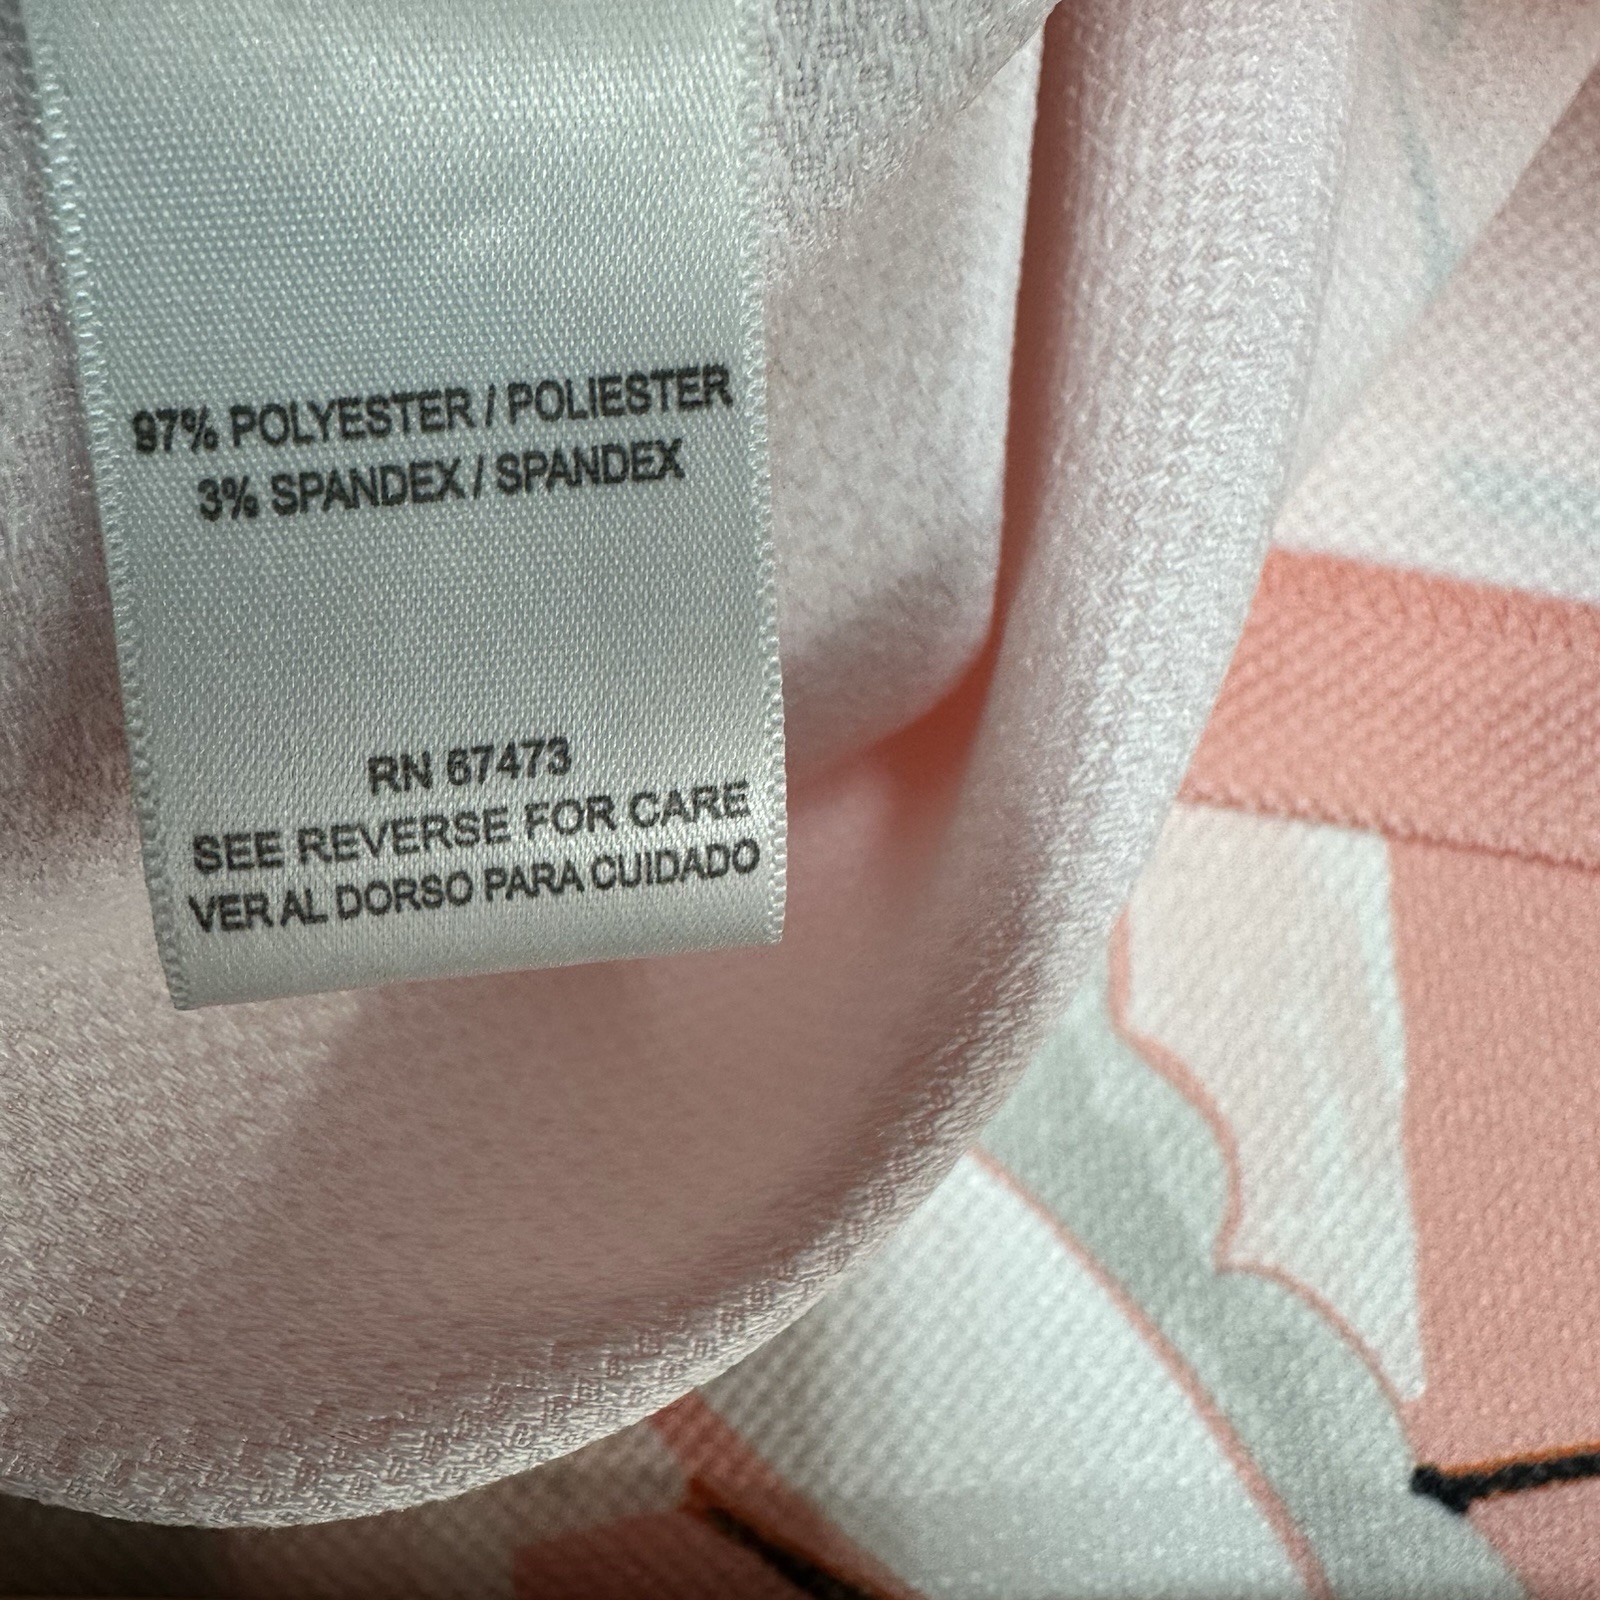 97% POLYESTER / POLIESTER
3% SPANDEX / SPANDEX
RN 67473
SEE REVERSE FOR CARE
VER AL DORSO PARA CUIDADO